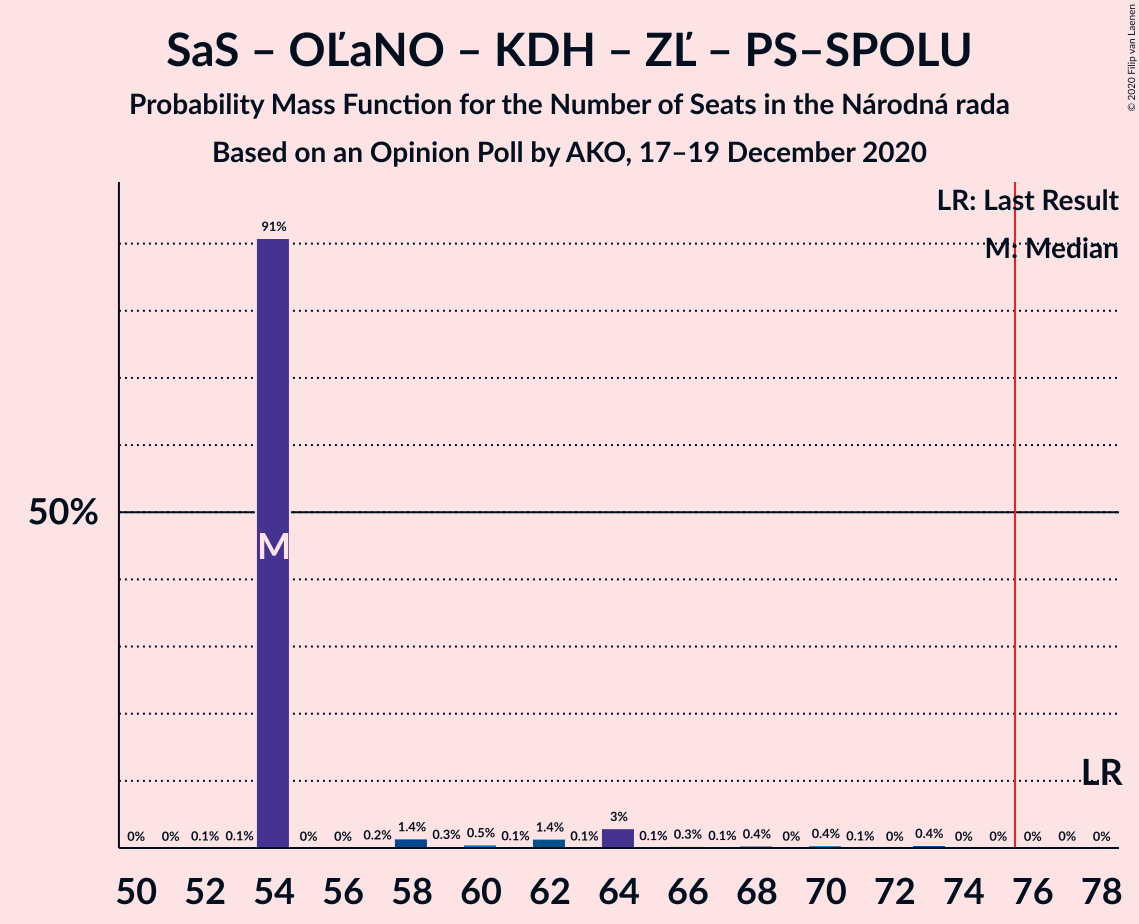 SaS – OĽaNO – KDH – ZĽ – PS–SPOLU
Probability Mass Function for the Number of Seats in the Národná rada
Based on an Opinion Poll by AKO, 17–19 December 2020
© 2020 Filip van Laenen
LR: Last Result
M: Median
91%
50%
M
LR
0% 0% 0.1% 0.1% 0% 0% 0.2% 1.4% 0.3% 0.5% 0.1% 1.4% 0.1% 3% 0.1% 0.3% 0.1% 0.4% 0% 0.4% 0.1% 0% 0.4% 0% 0% 0% 0% 0%
50 52 54 56 58 60 62 64 66 68 70 72 74 76 78